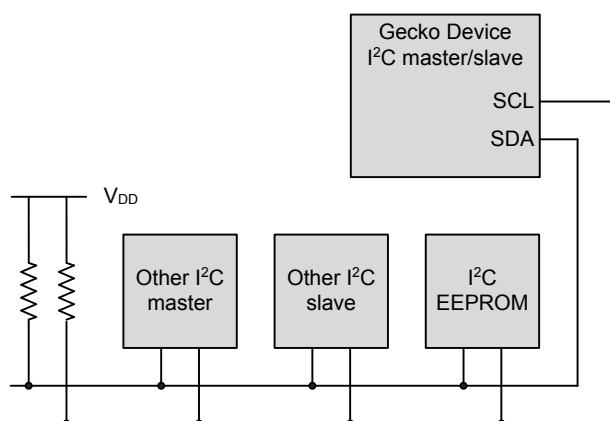 Gecko Device
I²C master/slave
SCL
SDA
V_DD
Other I²C
master
Other I²C
slave
I²C
EEPROM